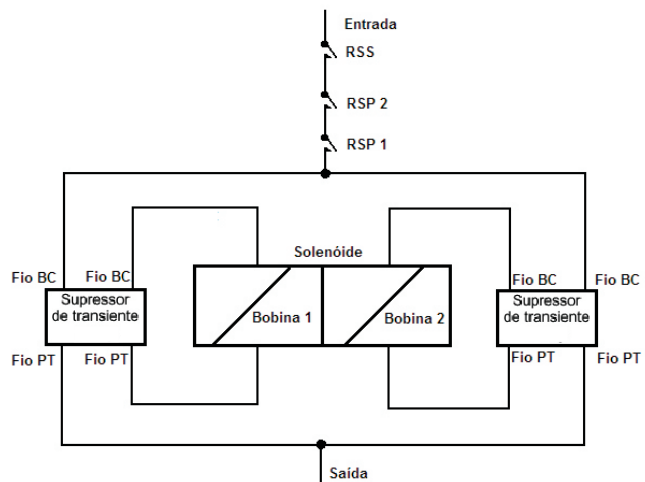 Entrada
RSS
RSP 2
RSP 1
Solenóide
Fio BC
Fio BC
Fio BC
Fio BC
Supressor
de transiente
Bobina 1
Bobina 2
Supressor
de transiente
Fio PT
Fio PT
Fio PT
Fio PT
Saída